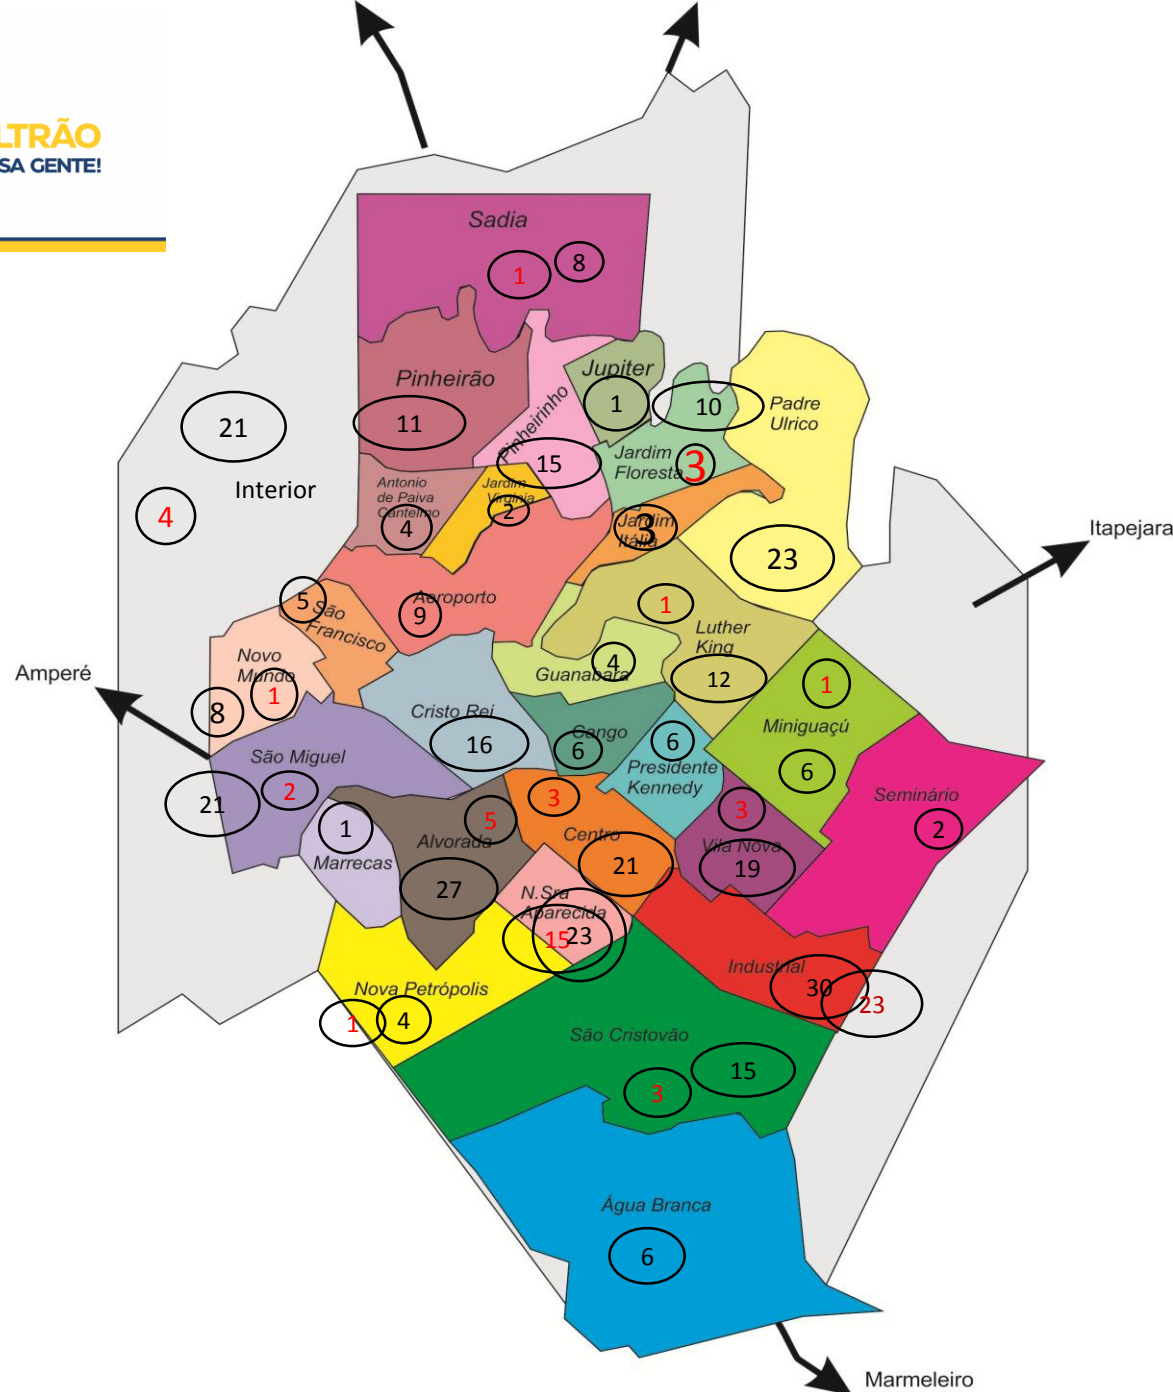 LTRÃO
SA GENTE!
Sadia
1
8
Pinheirão
11
Pinheirinho
15
Jupiter
1
10
Padre
Ulrico
23
Jardim
Floresta
3
21
Interior
4
Antonio
de Paiva
Cantelmo
4
Jardim
Virginia
2
Jardim
Itália
3
Itapejara
5
São
Francisco
Aeroporto
9
1
Luther
King
12
Guanabara
4
Novo
Mundo
1
8
Amperé
Cristo Rei
16
Cango
6
6
Presidente
Kennedy
1
Miniguaçú
6
São Miguel
2
21
1
Marrecas
5
Alvorada
27
3
Centro
21
3
Vila Nova
19
Seminário
2
N.Sra
Aparecida
15
23
Nova Petrópolis
1
4
Industrial
30
23
São Cristovão
15
3
Água Branca
6
Marmeleiro